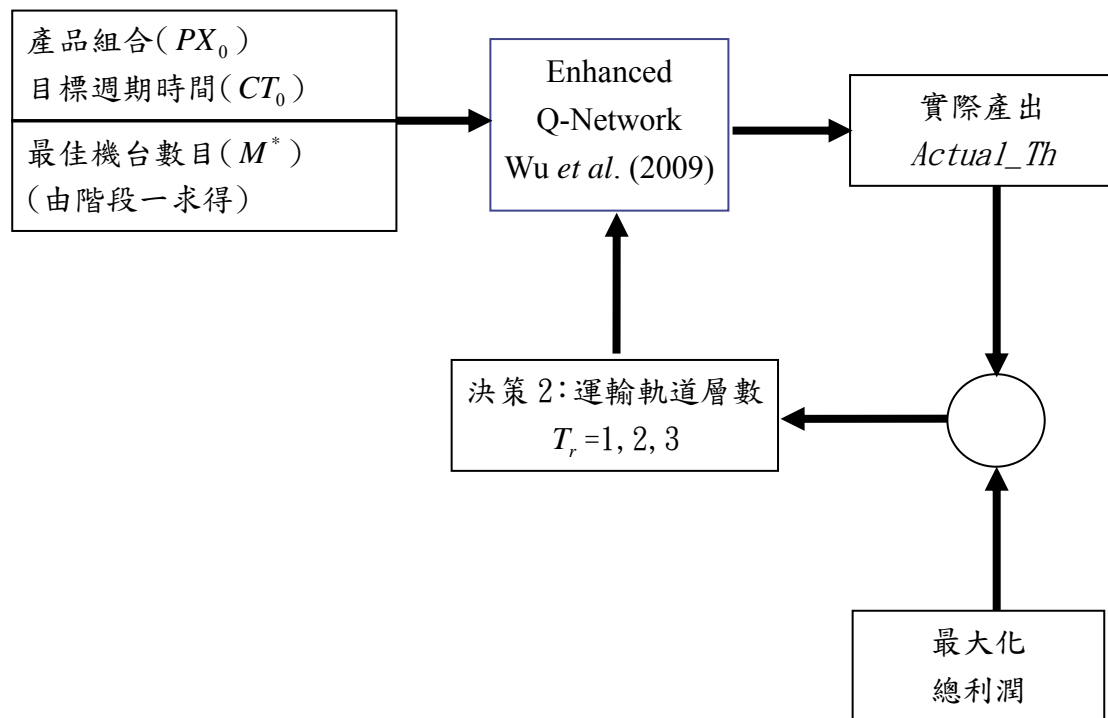 產品組合(PX₀)
目標週期時間(CT₀)
最佳機台數目(M*)
(由階段一求得)
Enhanced
Q-Network
Wu et al. (2009)
實際產出
Actual_Th
決策 2:運輸軌道層數
Tᵣ =1, 2, 3
最大化
總利潤